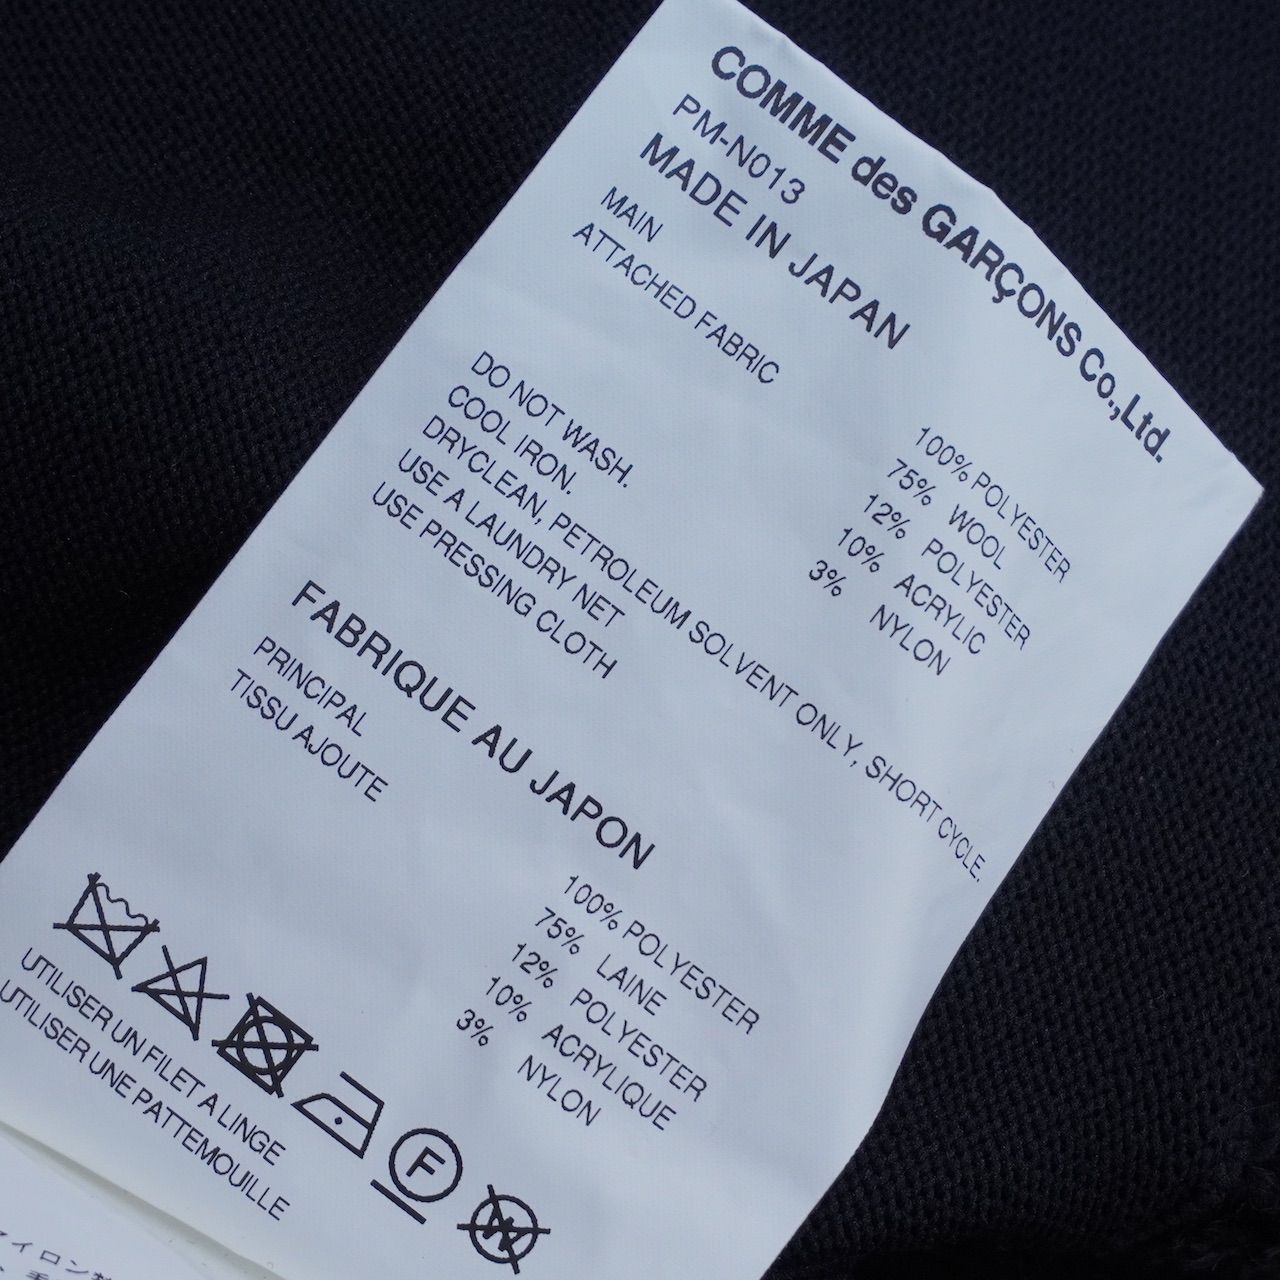 COMME des GARÇONS Co.,Ltd.
PM-N013
MADE IN JAPAN
MAIN 100% POLYESTER
ATTACHED FABRIC 75% WOOL
12% POLYESTER
10% ACRYLIC
3% NYLON
DO NOT WASH.
COOL IRON.
DRYCLEAN, PETROLEUM SOLVENT ONLY, SHORT CYCLE.
USE A LAUNDRY NET
USE PRESSING CLOTH
FABRIQUE AU JAPON
PRINCIPAL 100% POLYESTER
TISSU AJOUTE 75% LAINE
12% POLYESTER
10% ACRYLIQUE
3% NYLON
F
W
UTILISER UN FILET A LINGE
UTILISER UNE PATTEMOUILLE